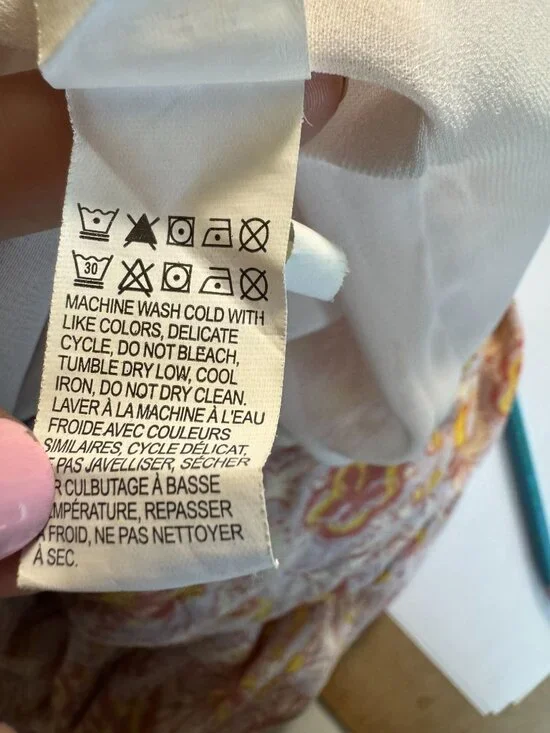 30
MACHINE WASH COLD WITH
LIKE COLORS, DELICATE
CYCLE, DO NOT BLEACH,
TUMBLE DRY LOW, COOL
IRON, DO NOT DRY CLEAN.
LAVER À LA MACHINE À L'EAU
FROIDE AVEC COULEURS
SIMILAIRES, CYCLE DÉLICAT,
PAS JAVELLISER, SÉCHER
R CULBUTAGE À BASSE
MPÉRATURE, REPASSER
À FROID, NE PAS NETTOYER
À SEC.